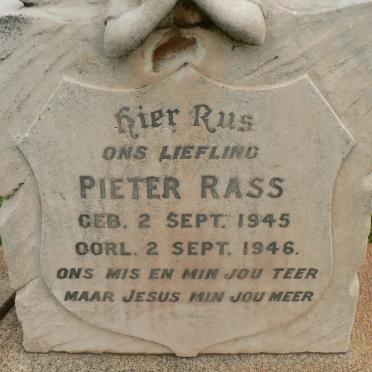 Hier Rus
ONS LIEFLING
PIETER RASS
GEB. 2 SEPT. 1945
OORL. 2 SEPT. 1946.
ONS MIS EN MIN JOU TEER
MAAR JESUS MIN JOU MEER